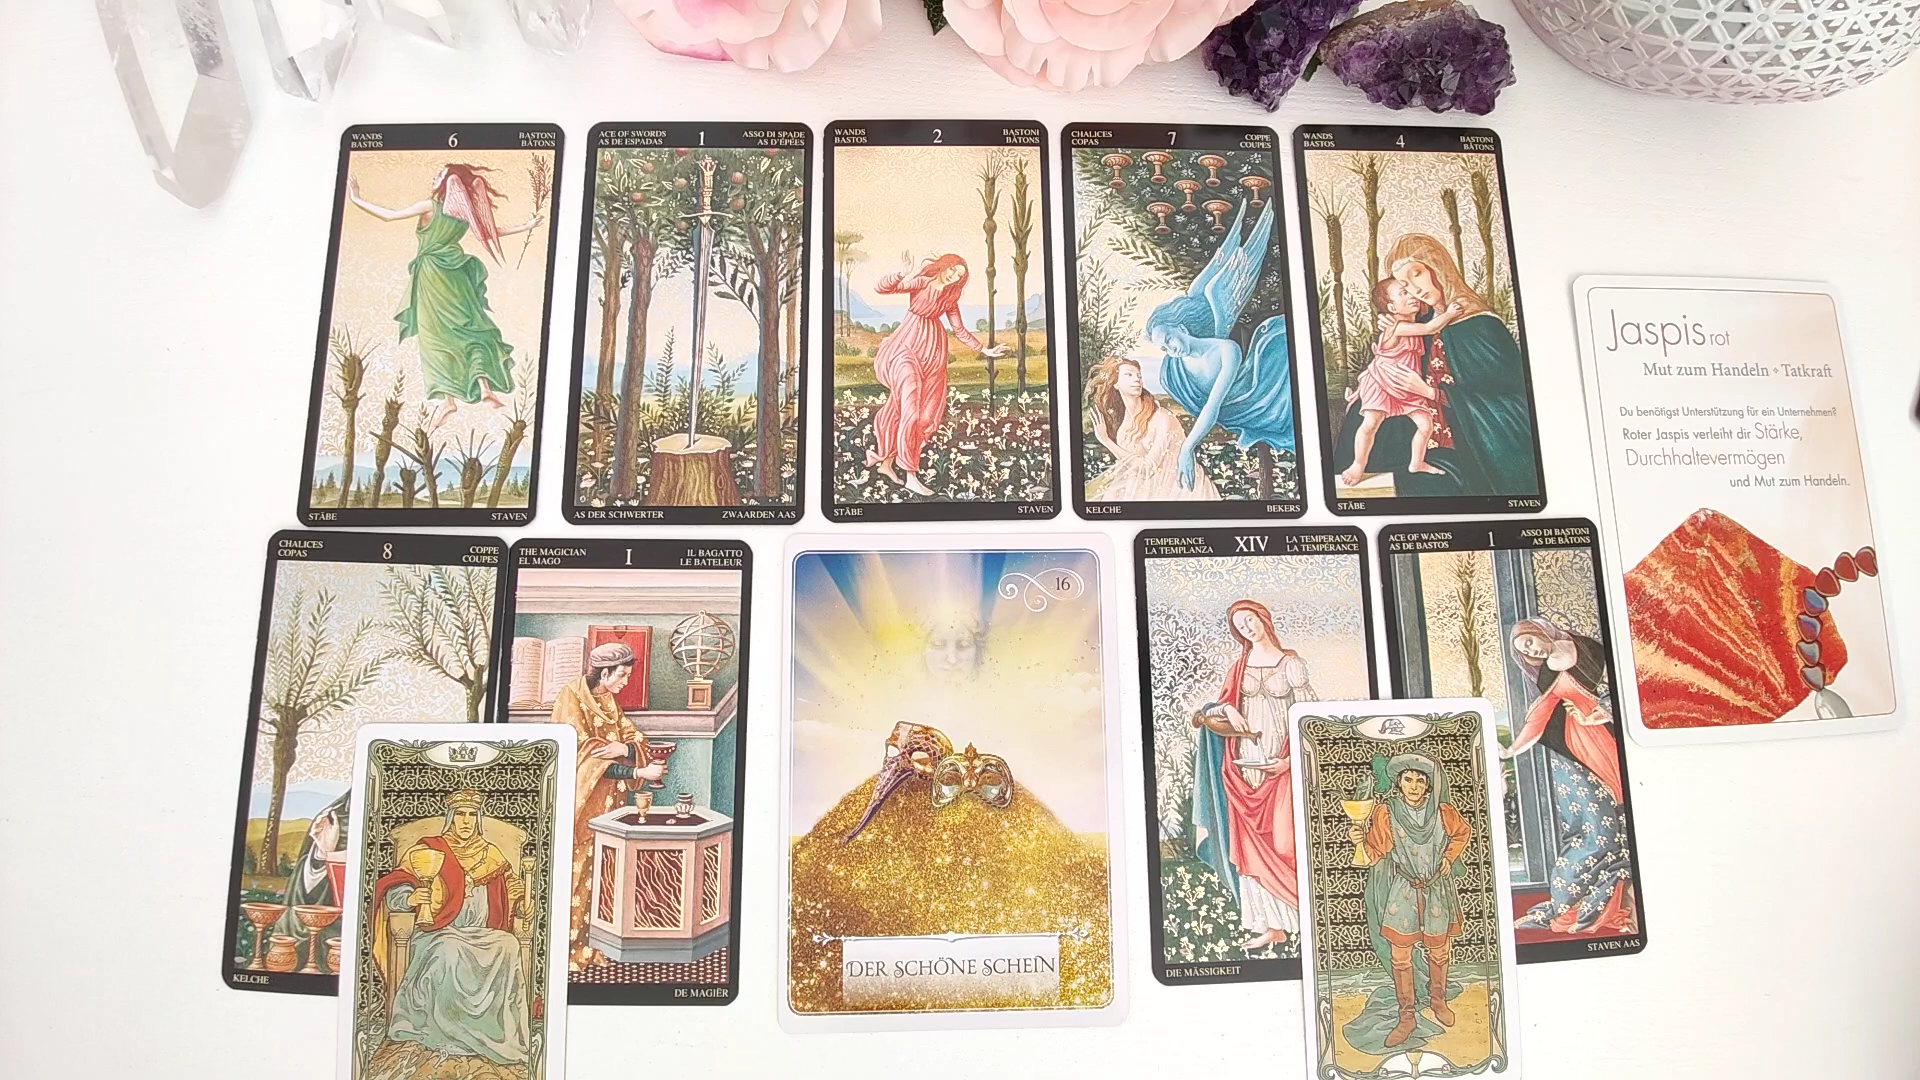 WANDS
BASTOS
6
BASTONI
BÂTONS
STÄBE
STAVEN
ACE OF SWORDS
AS DE ESPADAS
1
ASSO DI SPADE
AS D'ÉPÉES
AS DER SCHWERTER
ZWAARDEN AAS
WANDS
BASTOS
2
BASTONI
BÂTONS
STÄBE
STAVEN
CHALICES
COPAS
7
COPPE
COUPES
KELCHE
BEKERS
WANDS
BASTOS
4
BASTONI
BÂTONS
STÄBE
STAVEN
Jaspis rot
Mut zum Handeln ⋄ Tatkraft
Du benötigst Unterstützung für ein Unternehmen?
Roter Jaspis verleiht dir Stärke,
Durchhaltevermögen
und Mut zum Handeln.
CHALICES
COPAS
8
COPPE
COUPES
KELCHE
THE MAGICIAN
EL MAGO
I
IL BAGATTO
LE BATELEUR
DE MAGIËR
16
DER SCHÖNE SCHEIN
TEMPERANCE
LA TEMPLANZA
XIV
LA TEMPERANZA
LA TEMPÉRANCE
DIE MÄSSIGKEIT
ACE OF WANDS
AS DE BASTOS
1
ASSO DI BASTONI
AS DE BÂTONS
STAVEN AAS